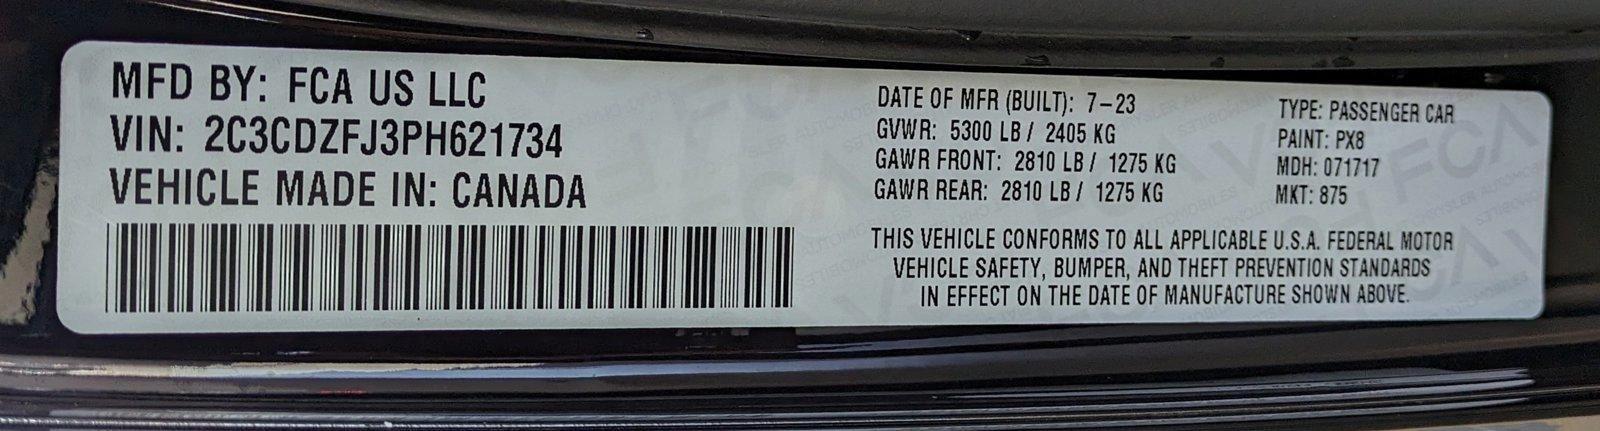 MFD BY: FCA US LLC
VIN: 2C3CDZFJ3PH621734
VEHICLE MADE IN: CANADA
DATE OF MFR (BUILT): 7-23
GVWR: 5300 LB / 2405 KG
GAWR FRONT: 2810 LB / 1275 KG
GAWR REAR: 2810 LB / 1275 KG
TYPE: PASSENGER CAR
PAINT: PX8
MDH: 071717
MKT: 875
THIS VEHICLE CONFORMS TO ALL APPLICABLE U.S.A. FEDERAL MOTOR
VEHICLE SAFETY, BUMPER, AND THEFT PREVENTION STANDARDS
IN EFFECT ON THE DATE OF MANUFACTURE SHOWN ABOVE.